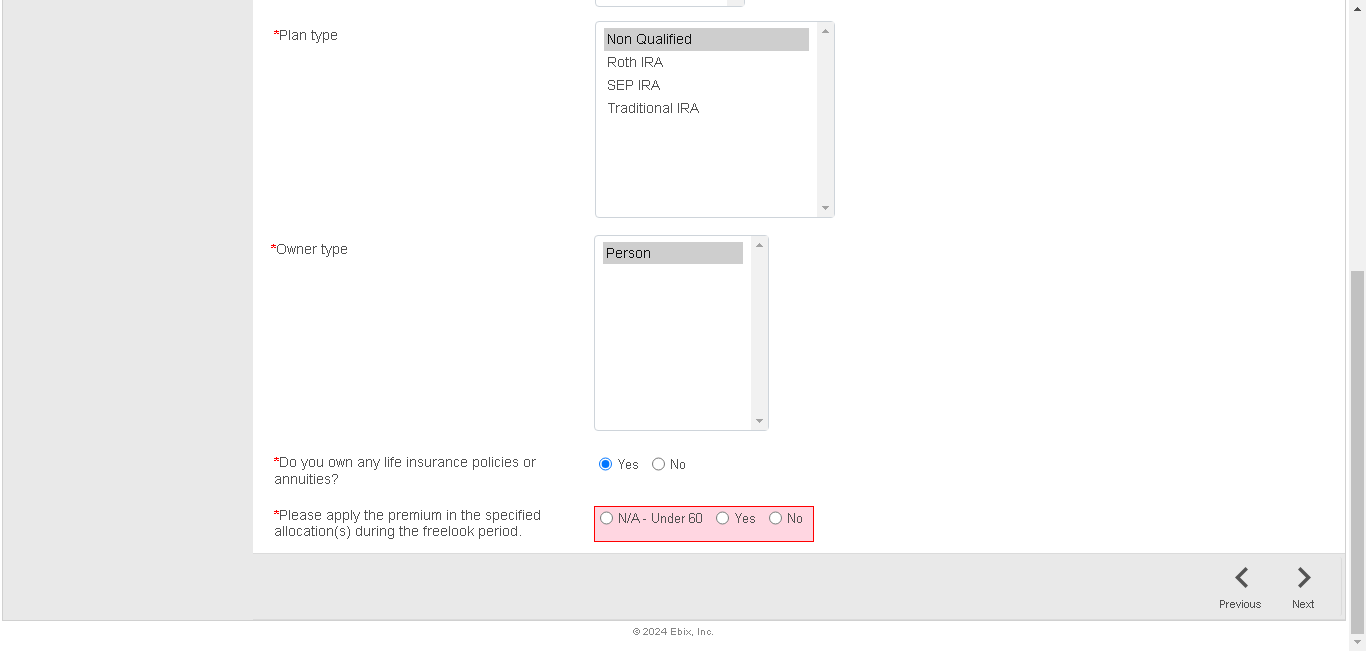 *Plan type
Non Qualified
Roth IRA
SEP IRA
Traditional IRA
*Owner type
Person
*Do you own any life insurance policies or
annuities?
Yes No
*Please apply the premium in the specified
allocation(s) during the freelook period.
N/A - Under 60 Yes No
Previous Next
© 2024 Ebix, Inc.